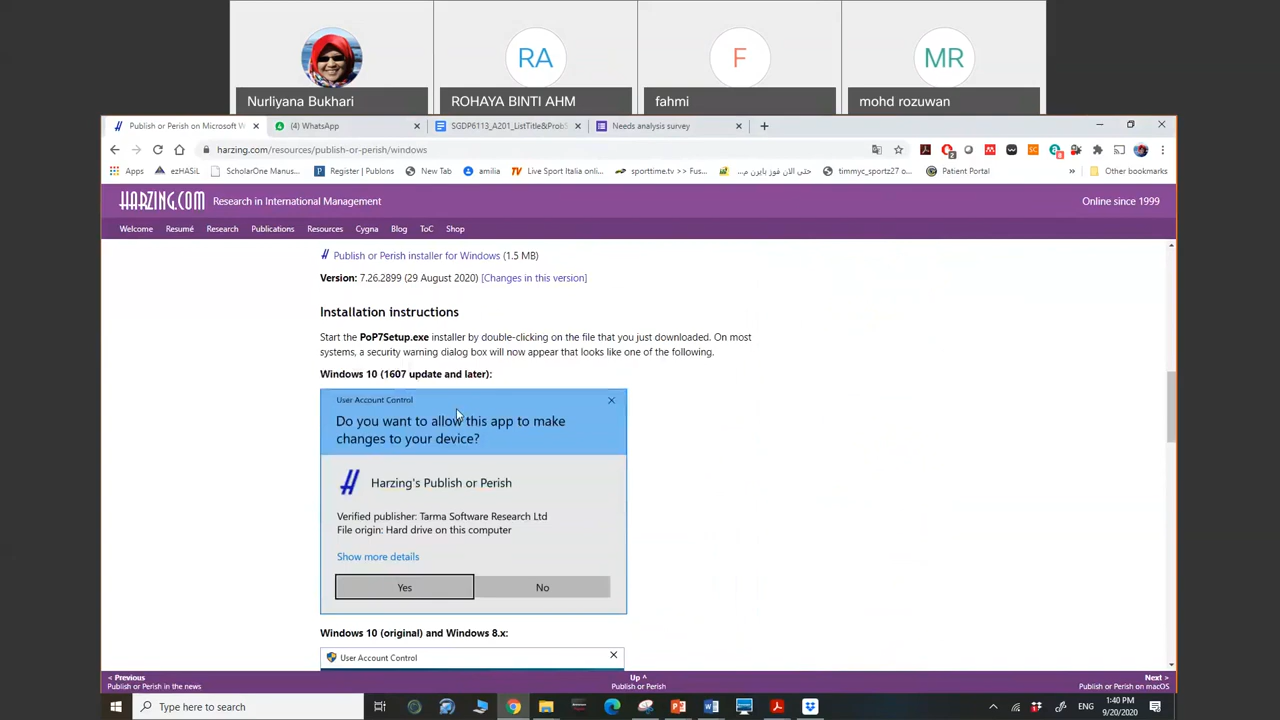 RA
F
MR
Nurliyana Bukhari
ROHAYA BINTI AHM
fahmi
mohd rozuwan
Publish or Perish on Microsoft W
(4) WhatsApp
SGDP6113_A201_ListTitle&Prob
Needs analysis survey
harzing.com/resources/publish-or-perish/windows
Apps
ezHASiL
ScholarOne Manus...
Register | Publons
New Tab
amilia
Live Sport Italia onlin...
sporttime.tv >> Fus...
حتى الان فوز بايرن م...
timmyc_sportz27 o...
Patient Portal
»
Other bookmarks
HARZING.COM Research in International Management
Online since 1999
Welcome Resumé Research Publications Resources Cygna Blog ToC Shop
Publish or Perish installer for Windows (1.5 MB)
Version: 7.26.2899 (29 August 2020) [Changes in this version]
Installation instructions
Start the PoP7Setup.exe installer by double-clicking on the file that you just downloaded. On most
systems, a security warning dialog box will now appear that looks like one of the following.
Windows 10 (1607 update and later):
User Account Control
Do you want to allow this app to make
changes to your device?
Harzing's Publish or Perish
Verified publisher: Tarma Software Research Ltd
File origin: Hard drive on this computer
Show more details
Yes
No
Windows 10 (original) and Windows 8.x:
User Account Control
< Previous
Publish or Perish in the news
Up ^
Publish or Perish
Next >
Publish or Perish on macOS
Type here to search
ENG
1:40 PM
9/20/2020